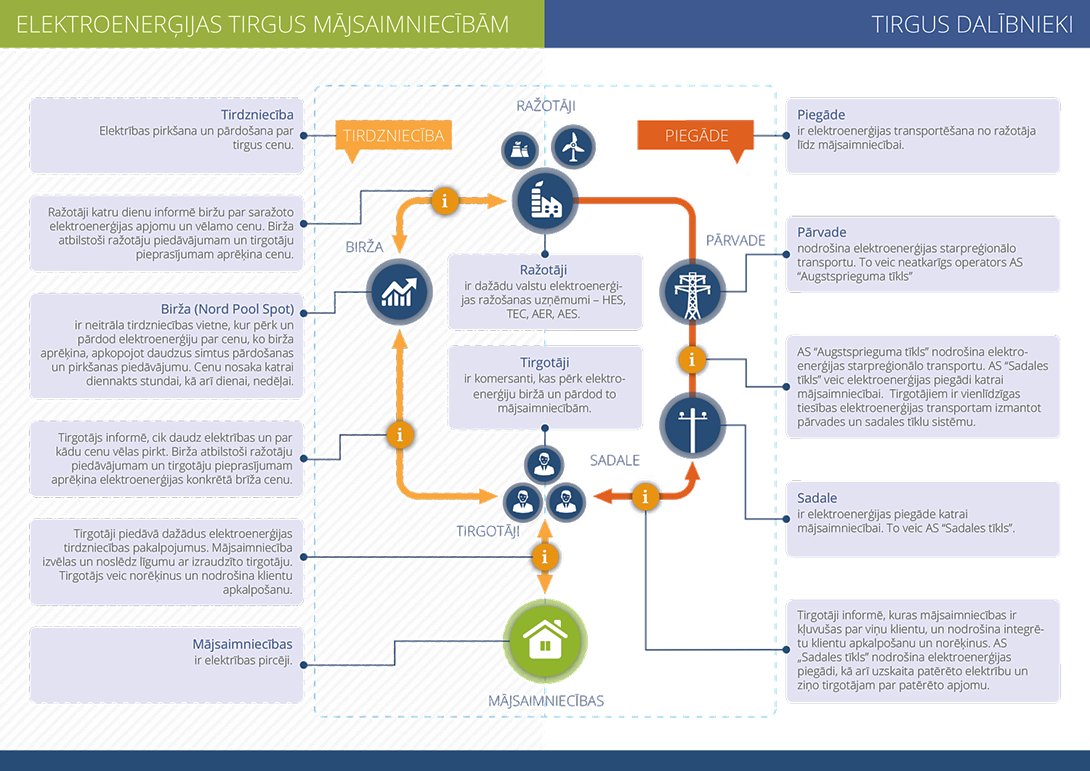 ELEKTROENERĢIJAS TIRGUS MĀJSAIMNIECĪBĀM
TIRGUS DALĪBNIEKI
Tirdzniecība
Elektrības pirkšana un pārdošana par
tirgus cenu.
Ražotāji katru dienu informē biržu par saražoto
elektroenerģijas apjomu un vēlamo cenu. Birža
atbilstoši ražotāju piedāvājumam un tirgotāju
pieprasījumam aprēķina cenu.
Birža (Nord Pool Spot)
ir neitrāla tirdzniecības vietne, kur pērk un
pārdod elektroenerģiju par cenu, ko birža
aprēķina, apkopojot daudzus simtus pārdošanas
un pirkšanas piedāvājumu. Cenu nosaka katrai
diennakts stundai, kā arī dienai, nedēļai.
Tirgotājs informē, cik daudz elektrības un par
kādu cenu vēlas pirkt. Birža atbilstoši ražotāju
piedāvājumam un tirgotāju pieprasījumam
aprēķina elektroenerģijas konkrētā brīža cenu.
Tirgotāji piedāvā dažādus elektroenerģijas
tirdzniecības pakalpojumus. Mājsaimniecība
izvēlas un noslēdz līgumu ar izraudzīto tirgotāju.
Tirgotājs veic norēķinus un nodrošina klientu
apkalpošanu.
Mājsaimniecības
ir elektrības pircēji.
RAŽOTĀJI
TIRDZNIECĪBA
PIEGĀDE
i
BIRŽA
PĀRVADE
Ražotāji
ir dažādu valstu elektroenerģi-
jas ražošanas uzņēmumi – HES,
TEC, AER, AES.
Tirgotāji
ir komersanti, kas pērk elektro-
enerģiju biržā un pārdod to
mājsaimniecībām.
i
i
SADALE
i
TIRGOTĀJI
i
MĀJSAIMNIECĪBAS
Piegāde
ir elektroenerģijas transportēšana no ražotāja
līdz mājsaimniecībai.
Pārvade
nodrošina elektroenerģijas starpreģionālo
transportu. To veic neatkarīgs operators AS
“Augstsprieguma tīkls”
AS “Augstsprieguma tīkls” nodrošina elektro-
enerģijas starpreģionālo transportu. AS “Sadales
tīkls” veic elektroenerģijas piegādi katrai
mājsaimniecībai. Tirgotājiem ir vienlīdzīgas
tiesības elektroenerģijas transportam izmantot
pārvades un sadales tīklu sistēmu.
Sadale
ir elektroenerģijas piegāde katrai
mājsaimniecībai. To veic AS “Sadales tīkls”.
Tirgotāji informē, kuras mājsaimniecības ir
kļuvušas par viņu klientu, un nodrošina integrē-
tu klientu apkalpošanu un norēķinus. AS
„Sadales tīkls” nodrošina elektroenerģijas
piegādi, kā arī uzskaita patērēto elektrību un
ziņo tirgotājam par patērēto apjomu.